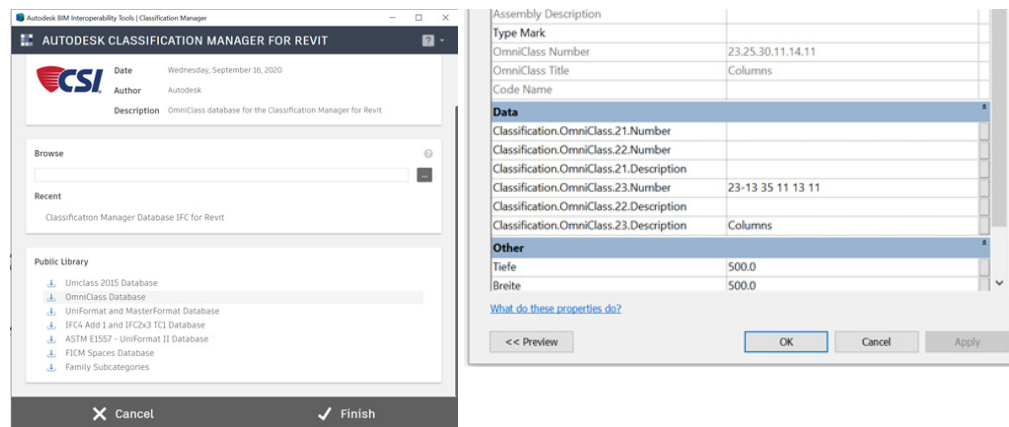 Autodesk BIM Interoperability Tools | Classification Manager
AUTODESK CLASSIFICATION MANAGER FOR REVIT
?
CSI
Date Wednesday, September 16, 2020
Author Autodesk
Description OmniClass database for the Classification Manager for Revit
Browse
...
Recent
Classification Manager Database IFC for Revit
Public Library
Uniclass 2015 Database
OmniClass Database
UniFormat and MasterFormat Database
IFC4 Add 1 and IFC2x3 TC1 Database
ASTM E1557 - UniFormat II Database
FICM Spaces Database
Family Subcategories
Cancel Finish
Assembly Description
Type Mark
OmniClass Number 23.25.30.11.14.11
OmniClass Title Columns
Code Name
Data
Classification.OmniClass.21.Number
Classification.OmniClass.22.Number
Classification.OmniClass.21.Description
Classification.OmniClass.23.Number 23-13 35 11 13 11
Classification.OmniClass.22.Description
Classification.OmniClass.23.Description Columns
Other
Tiefe 500.0
Breite 500.0
What do these properties do?
<< Preview OK Cancel Apply